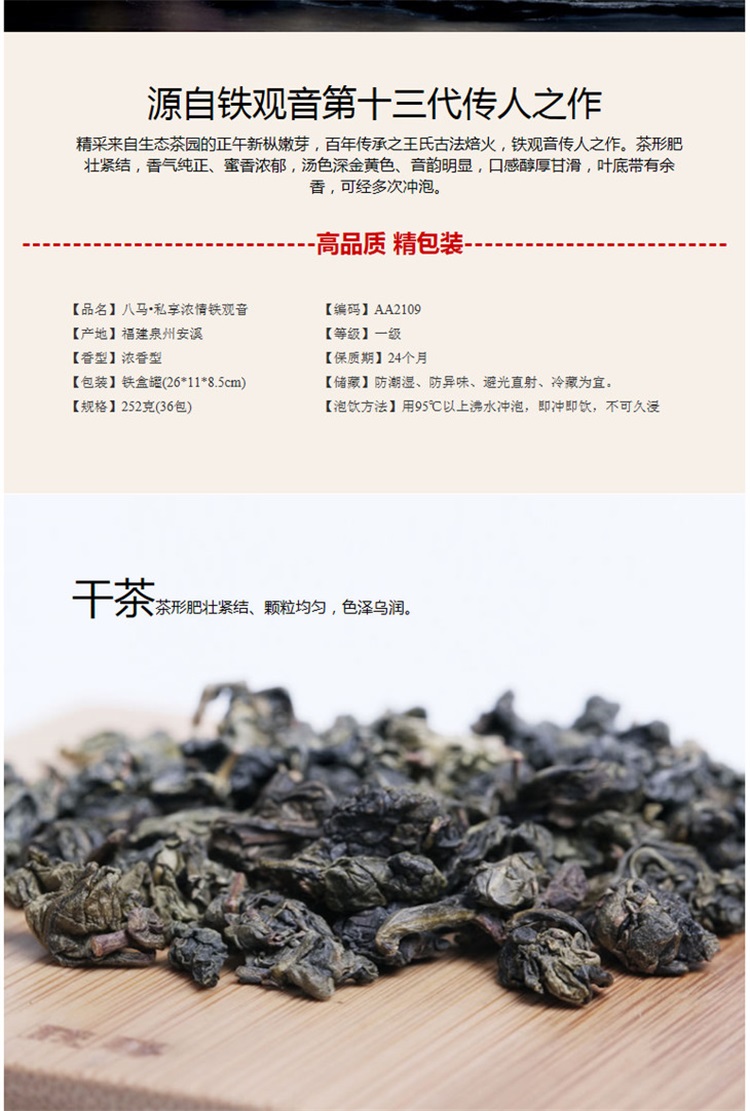 源自铁观音第十三代传人之作
精采来自生态茶园的正午新枞嫩芽，百年传承之王氏古法焙火，铁观音传人之作。茶形肥
壮紧结，香气纯正、蜜香浓郁，汤色深金黄色、音韵明显，口感醇厚甘滑，叶底带有余
香，可经多次冲泡。
高品质 精包装
【品名】八马•私享浓情铁观音
【编码】AA2109
【产地】福建泉州安溪
【等级】一级
【香型】浓香型
【保质期】24个月
【包装】铁盒罐(26*11*8.5cm)
【储藏】防潮湿、防异味、避光直射、冷藏为宜。
【规格】252克(36包)
【泡饮方法】用95℃以上沸水冲泡，即冲即饮，不可久浸
干茶茶形肥壮紧结、颗粒均匀，色泽乌润。